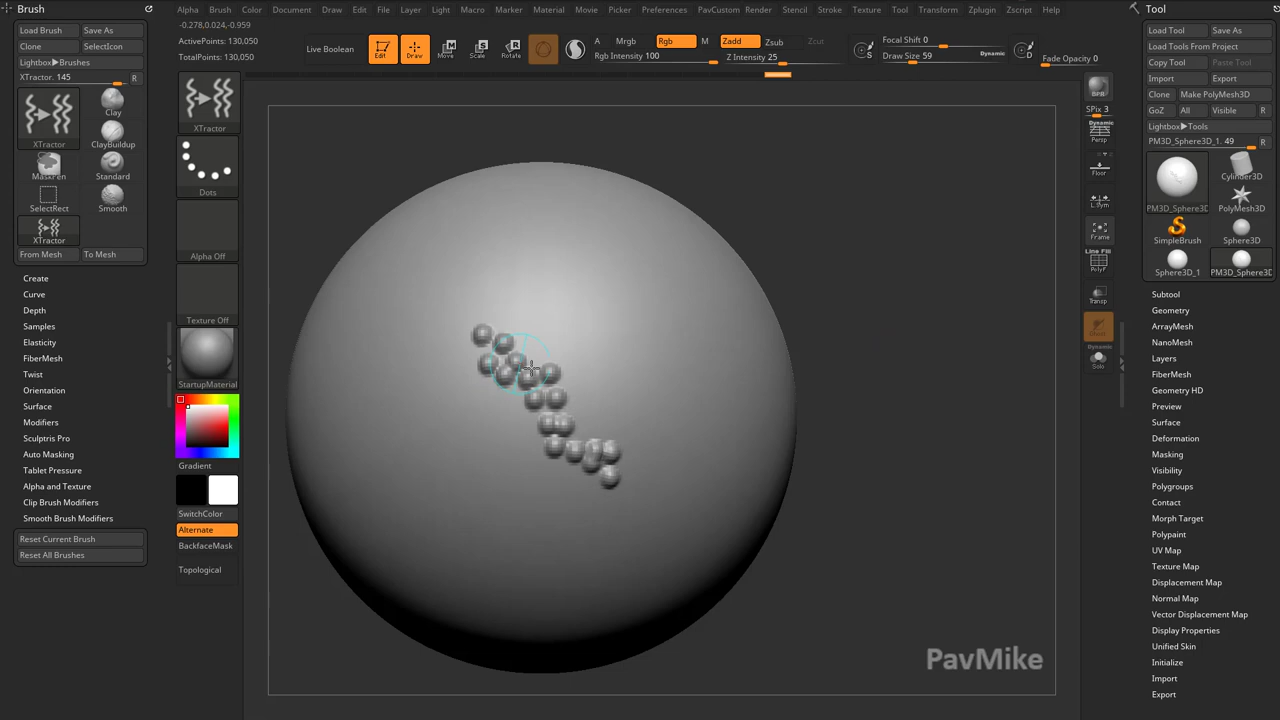 Brush
Load Brush
Save As
Clone
SelectIcon
Lightbox▶Brushes
XTractor. 145
R
XTractor
Clay
ClayBuildup
MaskPen
Standard
SelectRect
Smooth
XTractor
From Mesh
To Mesh
Create
Curve
Depth
Samples
Elasticity
FiberMesh
Twist
Orientation
Surface
Modifiers
Sculptris Pro
Auto Masking
Tablet Pressure
Alpha and Texture
Clip Brush Modifiers
Smooth Brush Modifiers
Reset Current Brush
Reset All Brushes
Alpha Brush Color Document Draw Edit File Layer Light Macro Marker Material Movie Picker Preferences PavCustom Render Stencil Stroke Texture Tool Transform Zplugin Zscript Help
-0.278,0.024,-0.959
ActivePoints: 130,050
TotalPoints: 130,050
Live Boolean
Edit
Draw
Move
Scale
Rotate
A
Mrgb
Rgb
M
Zadd
Zsub
Zcut
Rgb Intensity 100
Z Intensity 25
S
Focal Shift 0
Draw Size 59
Dynamic
D
Fade Opacity 0
XTractor
Dots
Alpha Off
Texture Off
StartupMaterial
Gradient
SwitchColor
Alternate
BackfaceMask
Topological
PavMike
BPR
SPix 3
Dynamic
Persp
Floor
L.Sym
Frame
Line Fill
PolyF
Transp
Ghost
Dynamic
Solo
Tool
Load Tool
Save As
Load Tools From Project
Copy Tool
Paste Tool
Import
Export
Clone
Make PolyMesh3D
GoZ
All
Visible
R
Lightbox▶Tools
PM3D_Sphere3D_1. 49
R
PM3D_Sphere3D
Cylinder3D
PolyMesh3D
SimpleBrush
Sphere3D
Sphere3D_1
PM3D_Sphere3D
Subtool
Geometry
ArrayMesh
NanoMesh
Layers
FiberMesh
Geometry HD
Preview
Surface
Deformation
Masking
Visibility
Polygroups
Contact
Morph Target
Polypaint
UV Map
Texture Map
Displacement Map
Normal Map
Vector Displacement Map
Display Properties
Unified Skin
Initialize
Import
Export